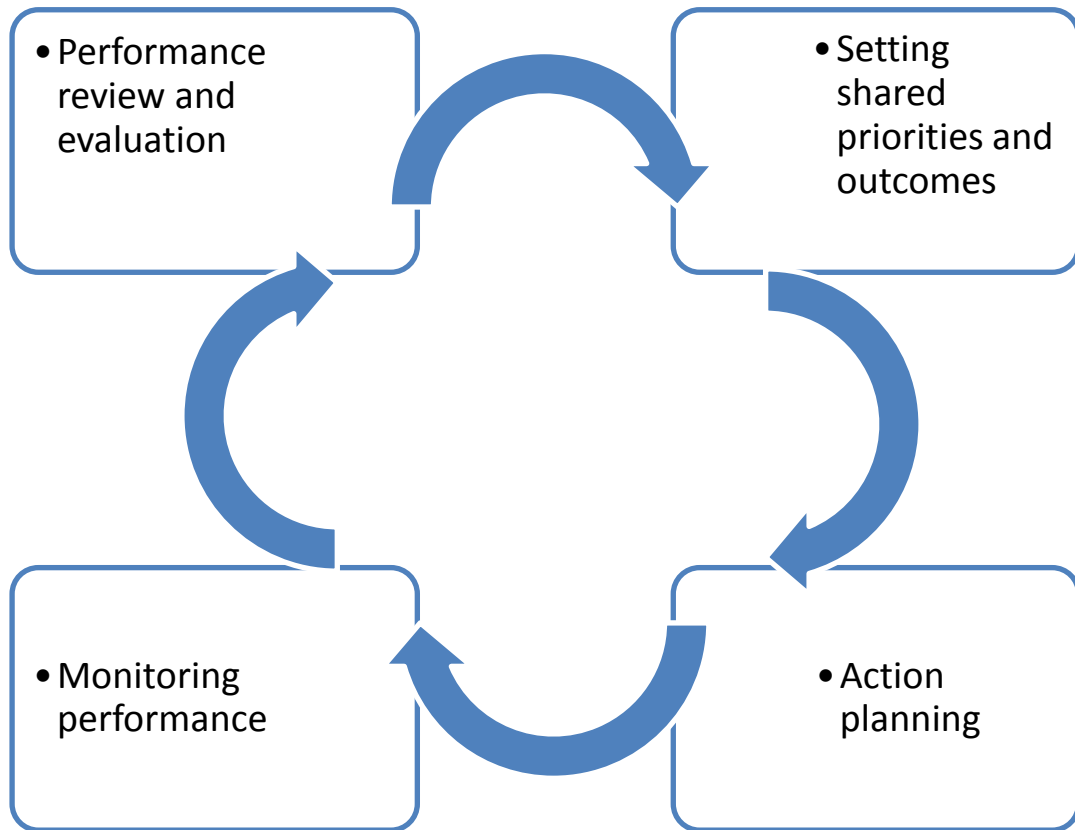 • Performance
review and
evaluation
• Setting
shared
priorities and
outcomes
• Monitoring
performance
• Action
planning